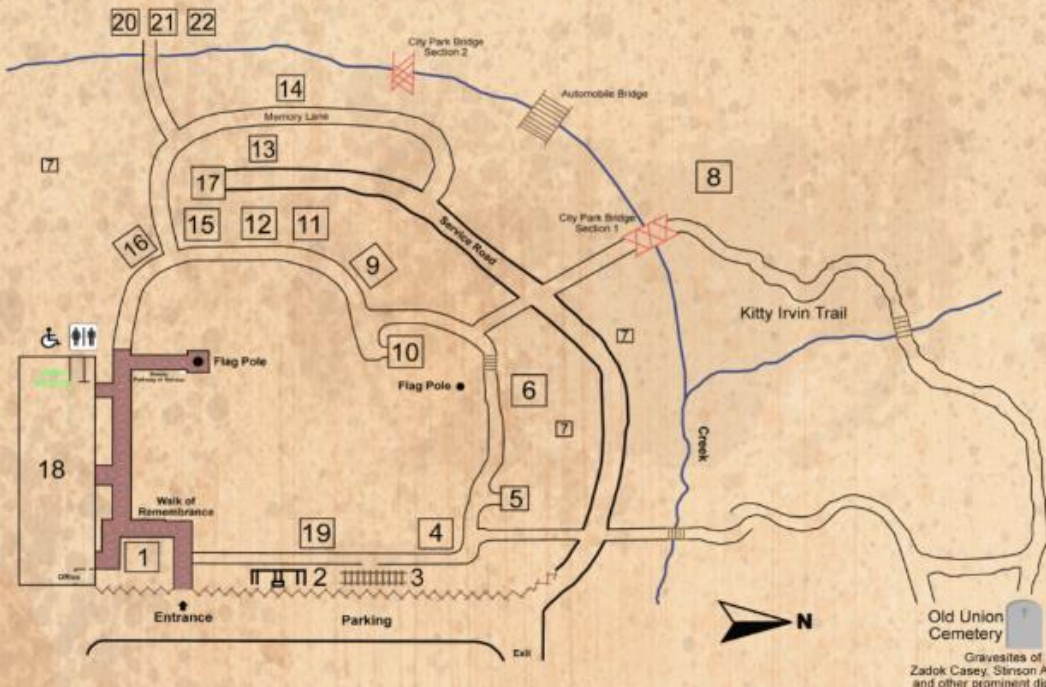 20 21 22
City Park Bridge
Section 2
14
Automobile Bridge
Memory Lane
13
7
17
8
15 12 11
City Park Bridge
Section 1
16
Service Road
9
Kitty Irvin Trail
7
10
Flag Pole
Flag Pole
6
7
18
Creek
5
Walk of
Remembrance
19
4
1
Office
2
3
Entrance
Parking
N
Old Union
Cemetery
Exit
Gravesites of
Zadok Casey, Stinson A
and other prominent dig